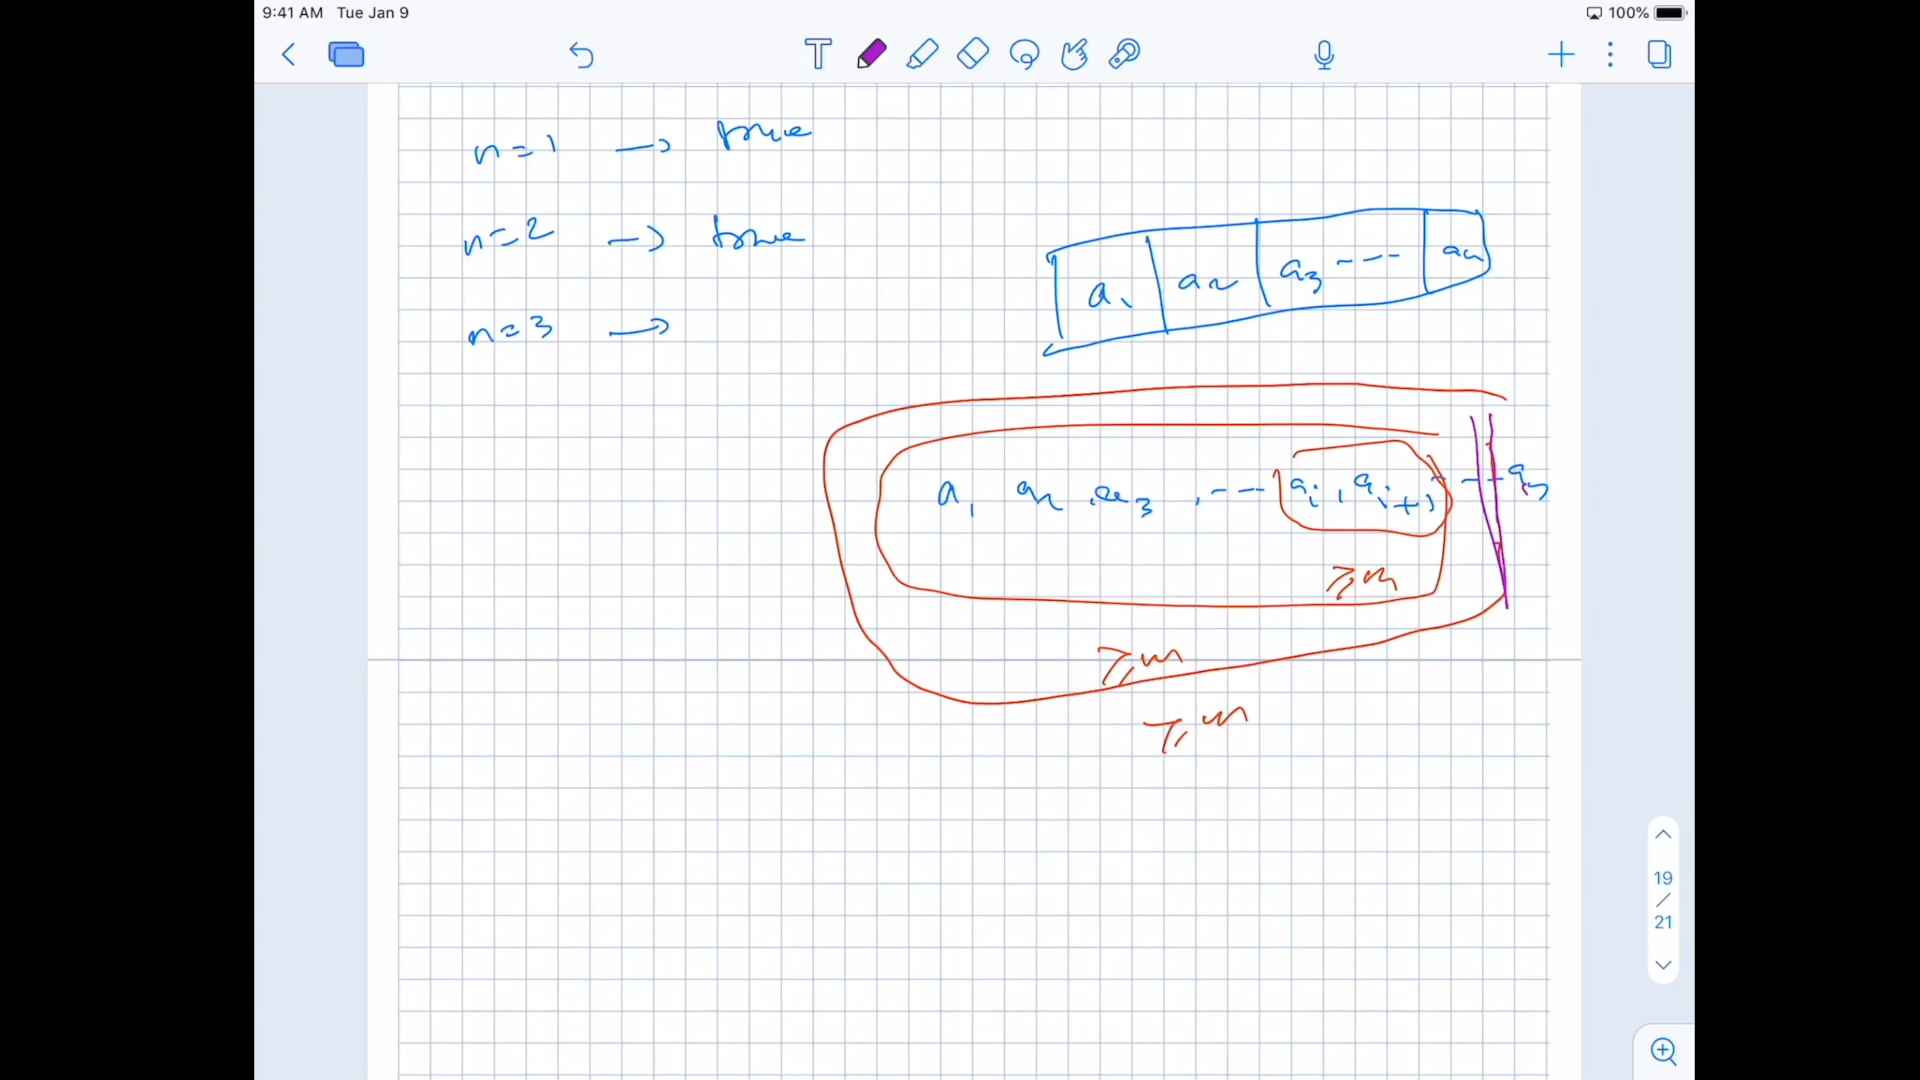 9:41 AM Tue Jan 9
100%
T
n=1 → true
n=2 → true
n=3 →
a1 a2 a3 --- an
a1 a2, a3, --- ai, ai+1 -- an
≥m
≥m
≥m
19
/
21